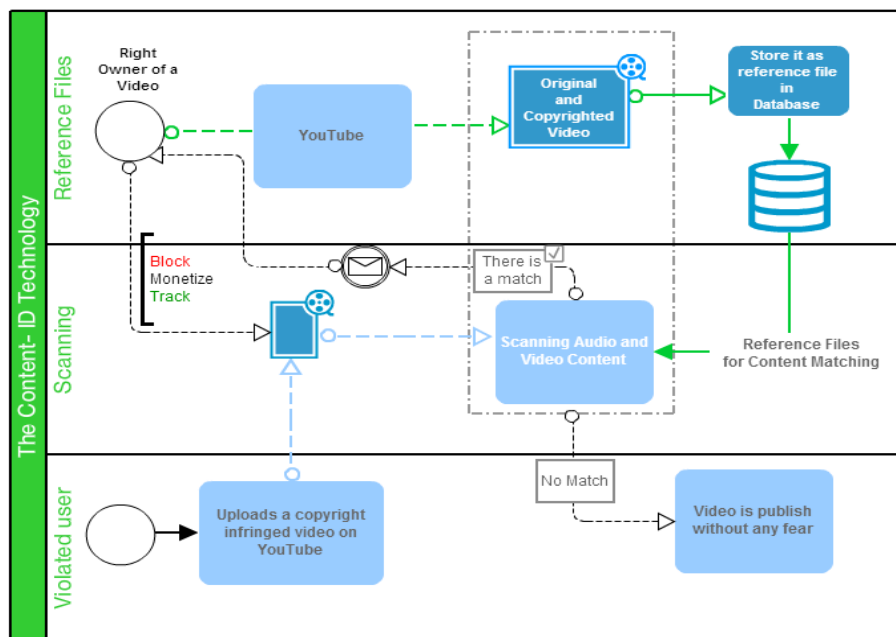 The Content- ID Technology
Reference Files
Right
Owner of a
Video
YouTube
Original
and
Copyrighted
Video
Store it as
reference file
in
Database
Scanning
Block
Monetize
Track
There is
a match
Scanning Audio and
Video Content
Reference Files
for Content Matching
Violated user
Uploads a copyright
infringed video on
YouTube
No Match
Video is publish
without any fear